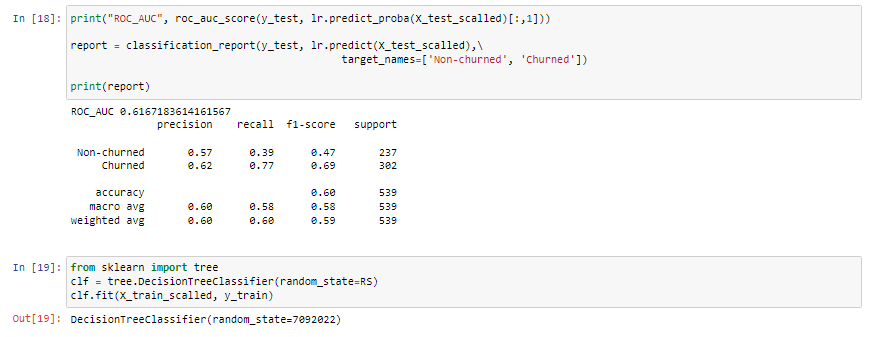 In [18]: print("ROC_AUC", roc_auc_score(y_test, lr.predict_proba(X_test_scalled)[:,1]))
report = classification_report(y_test, lr.predict(X_test_scalled),\
target_names=['Non-churned', 'Churned'])
print(report)
ROC_AUC 0.6167183614161567
precision recall f1-score support
Non-churned 0.57 0.39 0.47 237
Churned 0.62 0.77 0.69 302
accuracy 0.60 539
macro avg 0.60 0.58 0.58 539
weighted avg 0.60 0.60 0.59 539
In [19]: from sklearn import tree
clf = tree.DecisionTreeClassifier(random_state=RS)
clf.fit(X_train_scalled, y_train)
Out[19]: DecisionTreeClassifier(random_state=7092022)